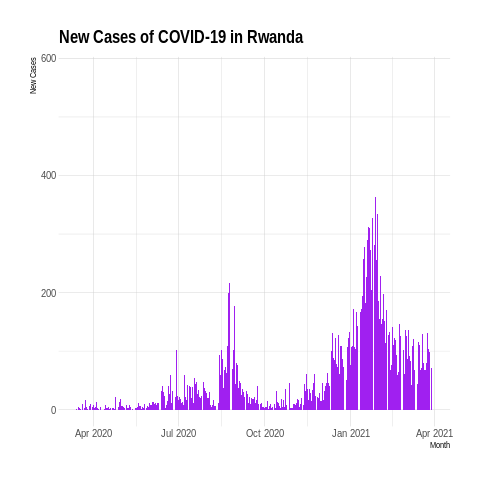 New Cases of COVID-19 in Rwanda
New Cases
600
400
200
0
Apr 2020
Jul 2020
Oct 2020
Jan 2021
Apr 2021
Month